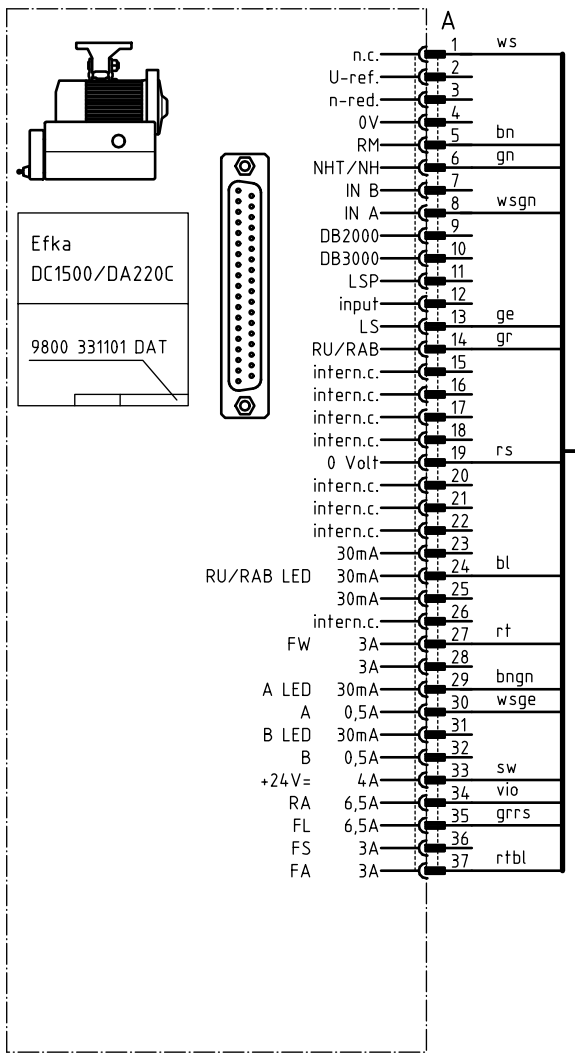 A
n.c. 1 ws
U-ref. 2
n-red. 3
0V 4
RM 5 bn
NHT/NH 6 gn
IN B 7
IN A 8 wsgn
DB2000 9
DB3000 10
LSP 11
input 12
LS 13 ge
RU/RAB 14 gr
intern.c. 15
intern.c. 16
intern.c. 17
intern.c. 18
0 Volt 19 rs
intern.c. 20
intern.c. 21
intern.c. 22
30mA 23
RU/RAB LED 30mA 24 bl
30mA 25
intern.c. 26
FW 3A 27 rt
3A 28
A LED 30mA 29 bngn
A 0,5A 30 wsge
B LED 30mA 31
B 0,5A 32
+24V= 4A 33 sw
RA 6,5A 34 vio
FL 6,5A 35 grrs
FS 3A 36
FA 3A 37 rtbl
Efka
DC1500/DA220C
9800 331101 DAT